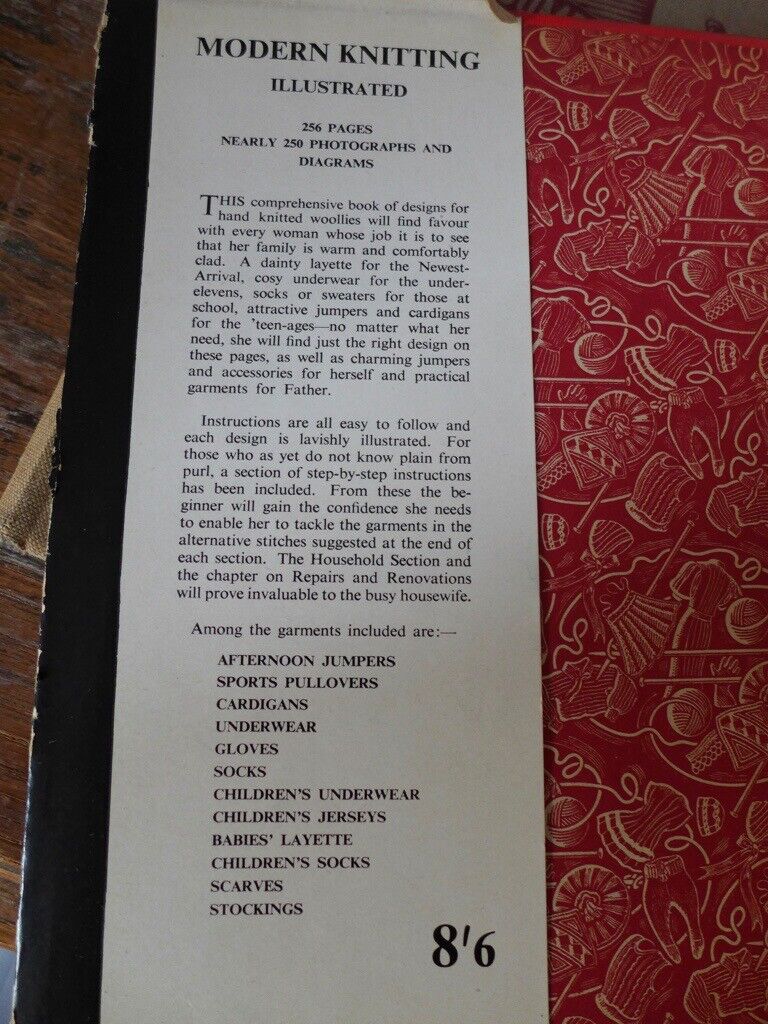 MODERN KNITTING
ILLUSTRATED
256 PAGES
NEARLY 250 PHOTOGRAPHS AND
DIAGRAMS
THIS comprehensive book of designs for
hand knitted woollies will find favour
with every woman whose job it is to see
that her family is warm and comfortably
clad. A dainty layette for the Newest-
Arrival, cosy underwear for the under-
elevens, socks or sweaters for those at
school, attractive jumpers and cardigans
for the 'teen-ages—no matter what her
need, she will find just the right design on
these pages, as well as charming jumpers
and accessories for herself and practical
garments for Father.
Instructions are all easy to follow and
each design is lavishly illustrated. For
those who as yet do not know plain from
purl, a section of step-by-step instructions
has been included. From these the be-
ginner will gain the confidence she needs
to enable her to tackle the garments in the
alternative stitches suggested at the end of
each section. The Household Section and
the chapter on Repairs and Renovations
will prove invaluable to the busy housewife.
Among the garments included are:—
AFTERNOON JUMPERS
SPORTS PULLOVERS
CARDIGANS
UNDERWEAR
GLOVES
SOCKS
CHILDREN'S UNDERWEAR
CHILDREN'S JERSEYS
BABIES' LAYETTE
CHILDREN'S SOCKS
SCARVES
STOCKINGS
8'6